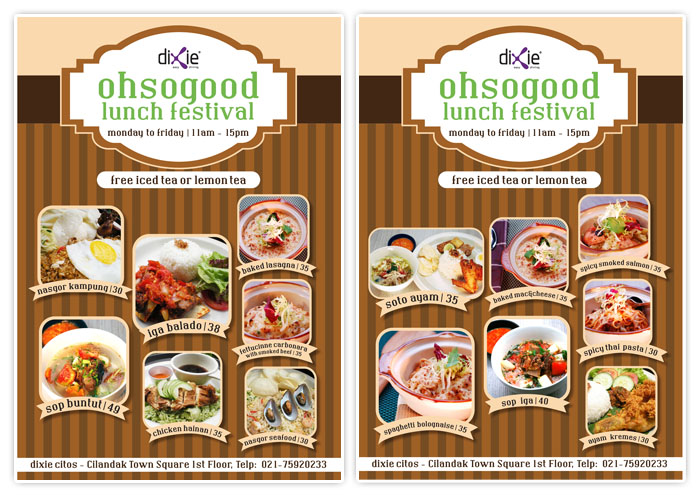 dixie
easy dining
ohsogood
lunch festival
monday to friday | 11am - 15pm
free iced tea or lemon tea
nasgor kampung | 30
iga balado | 38
baked lasagna | 35
fettucinne carbonara
with smoked beef | 35
sop buntut | 49
chicken hainan | 35
nasgor seafood | 30
dixie citos - Cilandak Town Square 1st Floor, Telp: 021-75920233
dixie
easy dining
ohsogood
lunch festival
monday to friday | 11am - 15pm
free iced tea or lemon tea
soto ayam | 35
baked mac&cheese | 35
spicy smoked salmon | 35
spicy thai pasta | 30
spaghetti bolognaise | 35
sop iga | 40
ayam kremes | 30
dixie citos - Cilandak Town Square 1st Floor, Telp: 021-75920233